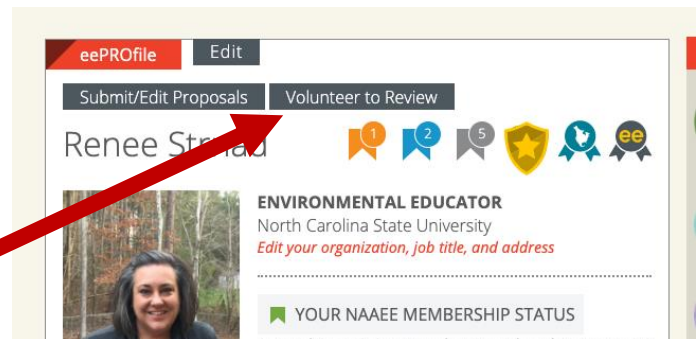 eePROfile Edit
Submit/Edit Proposals Volunteer to Review
Renee
1 2 5 ee
ENVIRONMENTAL EDUCATOR
North Carolina State University
Edit your organization, job title, and address
YOUR NAAEE MEMBERSHIP STATUS